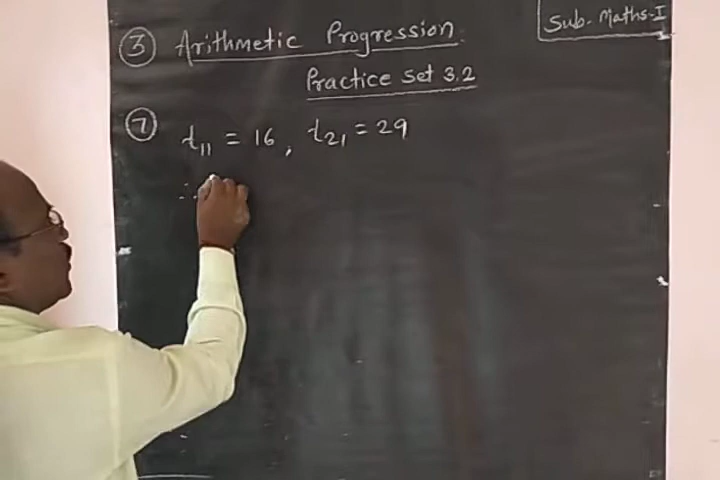 Sub. Maths-I
③ Arithmetic Progression.
Practice set 3.2
⑦ t₁₁ = 16, t₂₁ = 29
∴